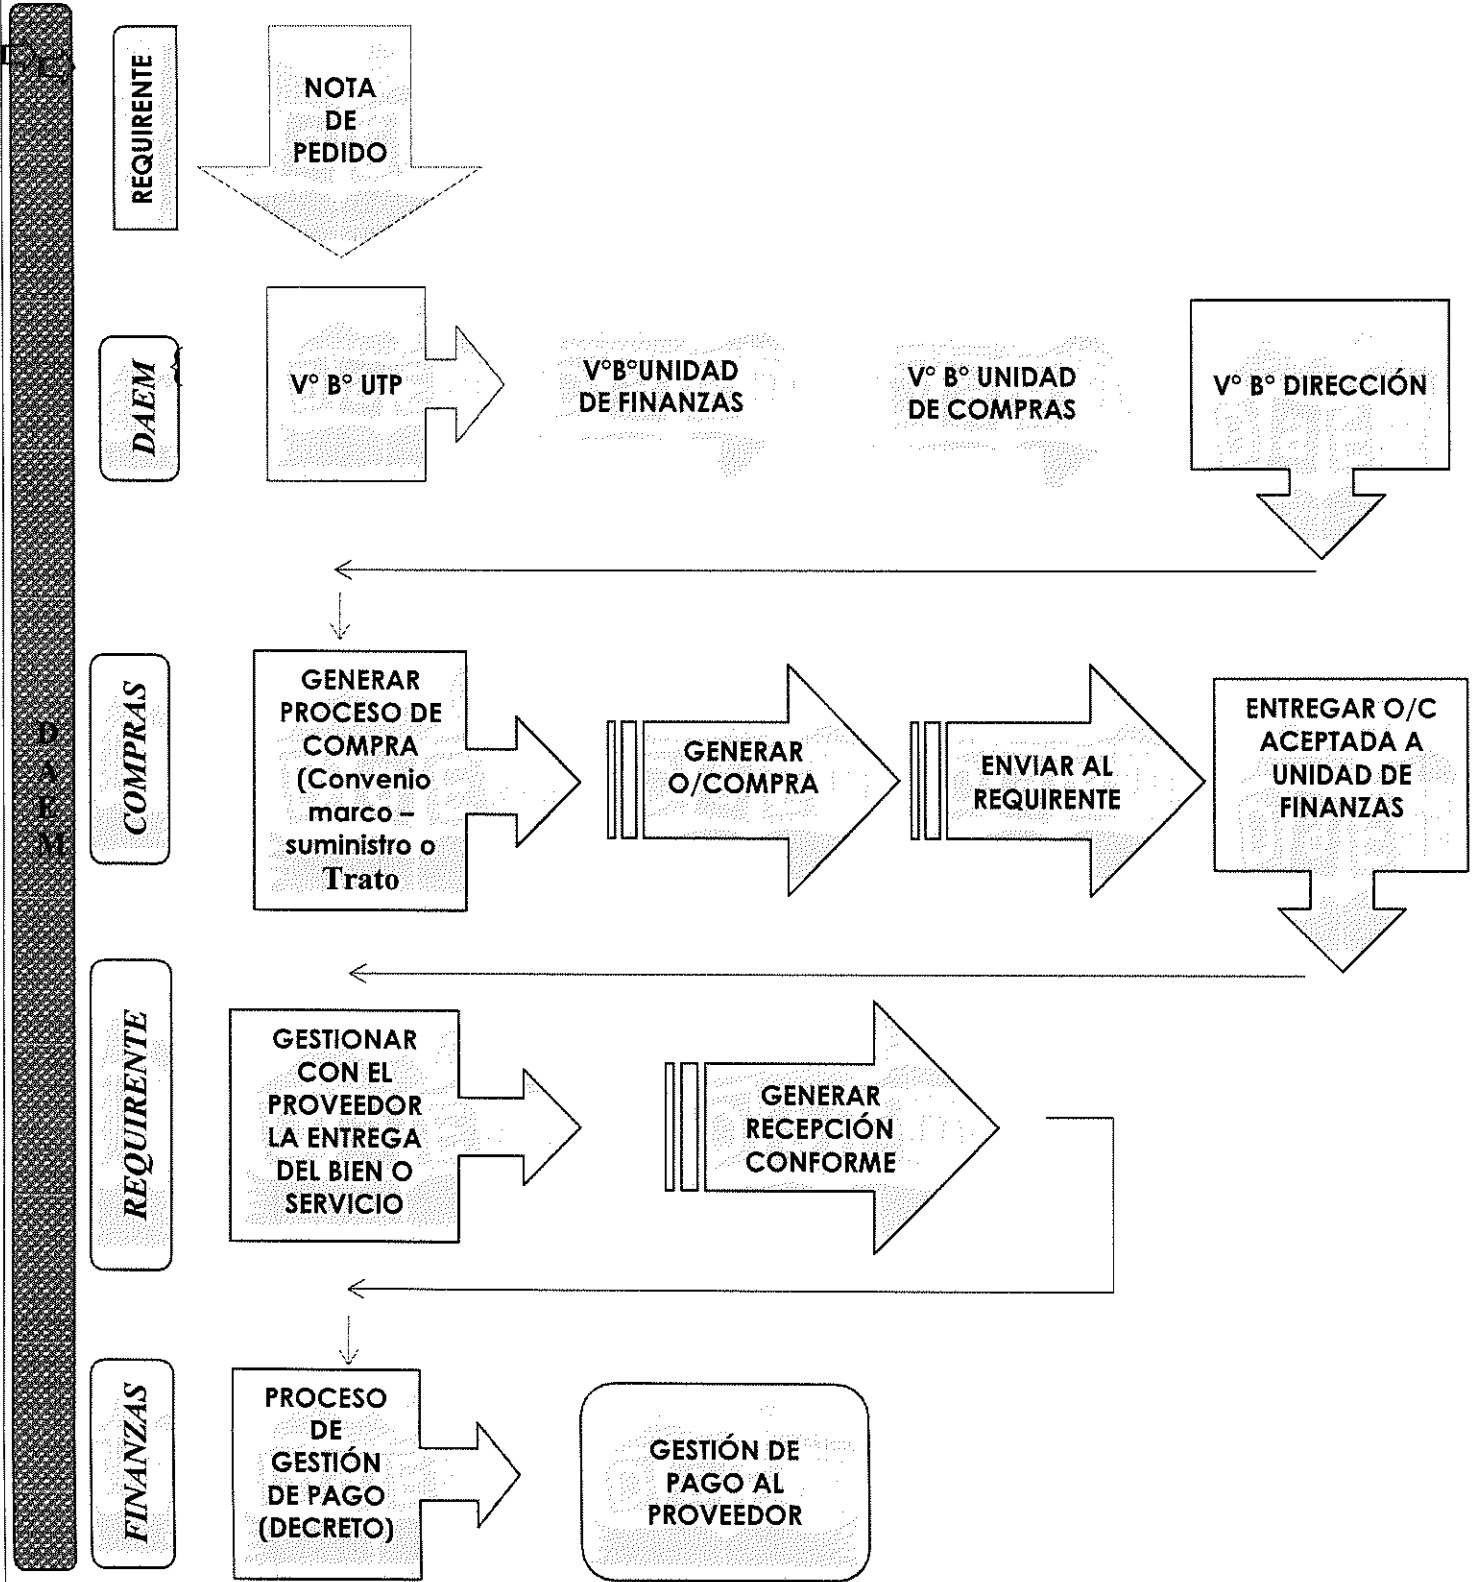 REQUIRENTE
NOTA
DE
PEDIDO
DAEM
V° B° UTP
V°B°UNIDAD
DE FINANZAS
V° B° UNIDAD
DE COMPRAS
V° B° DIRECCIÓN
D
A
E
M
COMPRAS
GENERAR
PROCESO DE
COMPRA
(Convenio
marco –
suministro o
Trato
GENERAR
O/COMPRA
ENVIAR AL
REQUIRENTE
ENTREGAR O/C
ACEPTADA A
UNIDAD DE
FINANZAS
REQUIRENTE
GESTIONAR
CON EL
PROVEEDOR
LA ENTREGA
DEL BIEN O
SERVICIO
GENERAR
RECEPCIÓN
CONFORME
FINANZAS
PROCESO
DE
GESTIÓN
DE PAGO
(DECRETO)
GESTIÓN DE
PAGO AL
PROVEEDOR